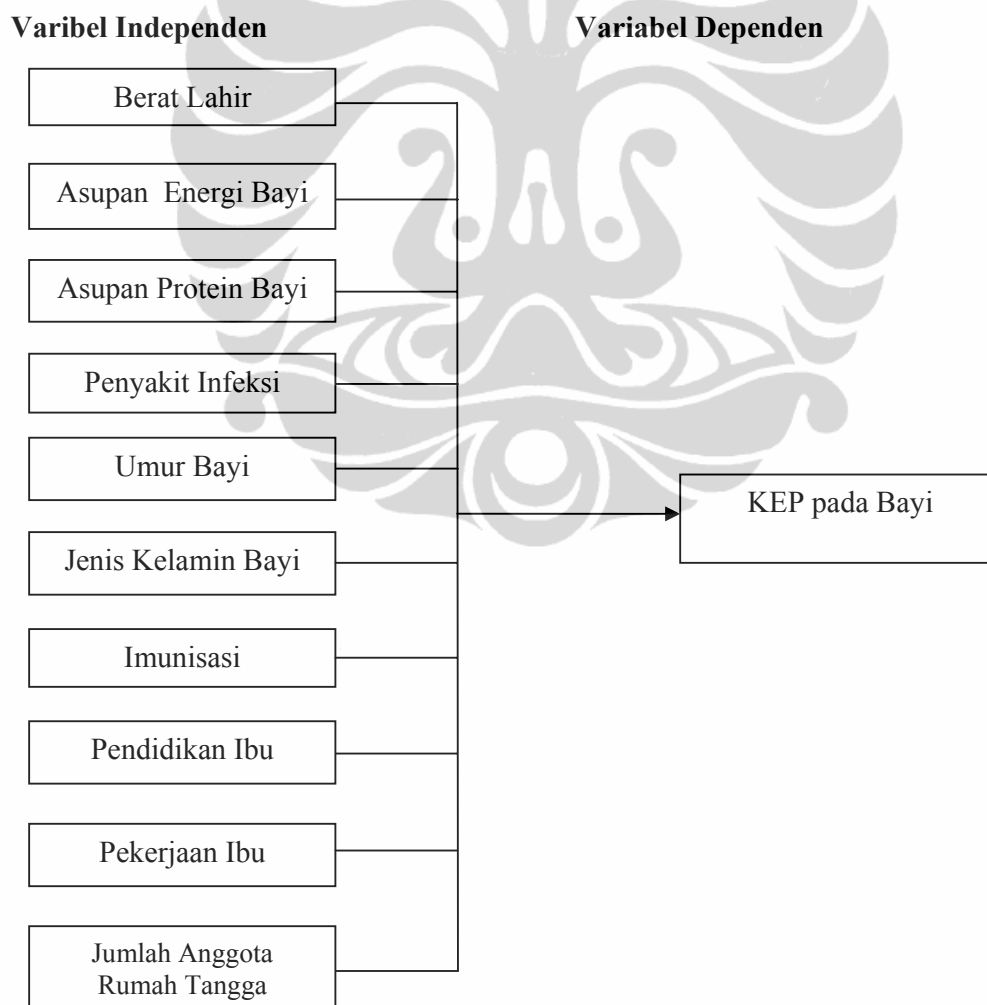 Varibel Independen
Variabel Dependen
Berat Lahir
Asupan Energi Bayi
Asupan Protein Bayi
Penyakit Infeksi
Umur Bayi
KEP pada Bayi
Jenis Kelamin Bayi
Imunisasi
Pendidikan Ibu
Pekerjaan Ibu
Jumlah Anggota
Rumah Tangga